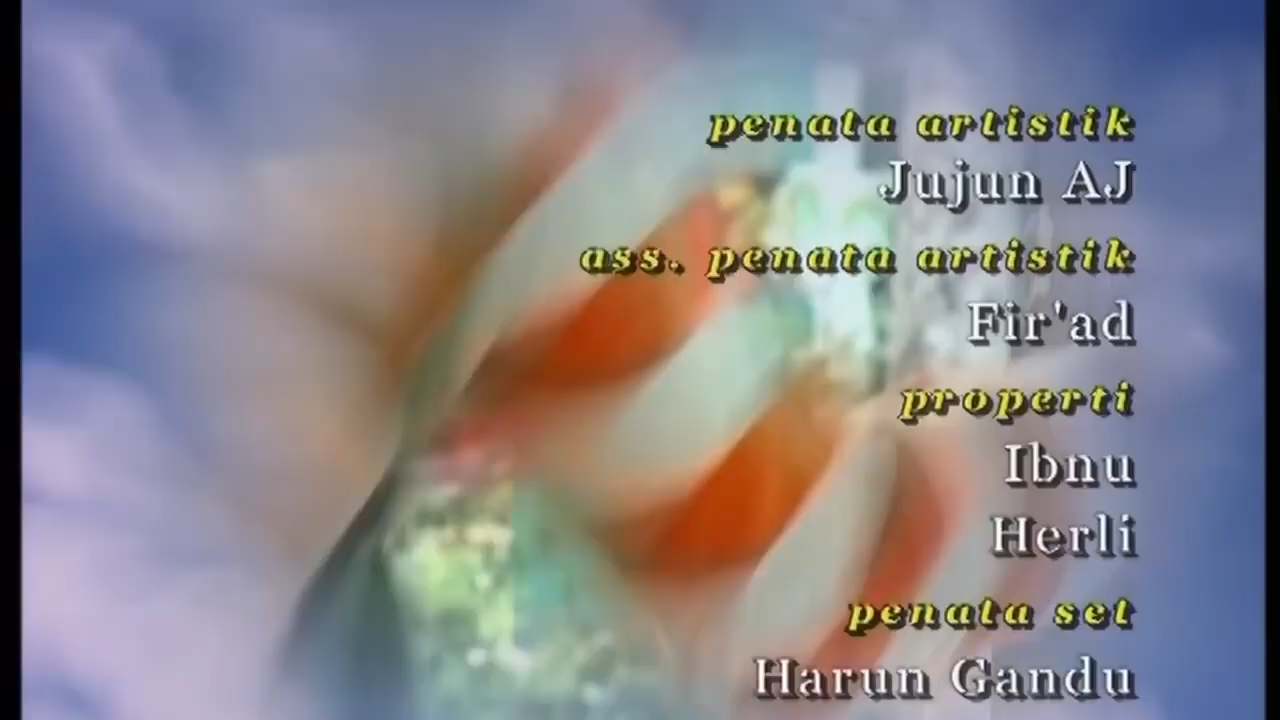 penata artistik
Jujun AJ
ass. penata artistik
Fir'ad
properti
Ibnu
Herli
penata set
Harun Gandu